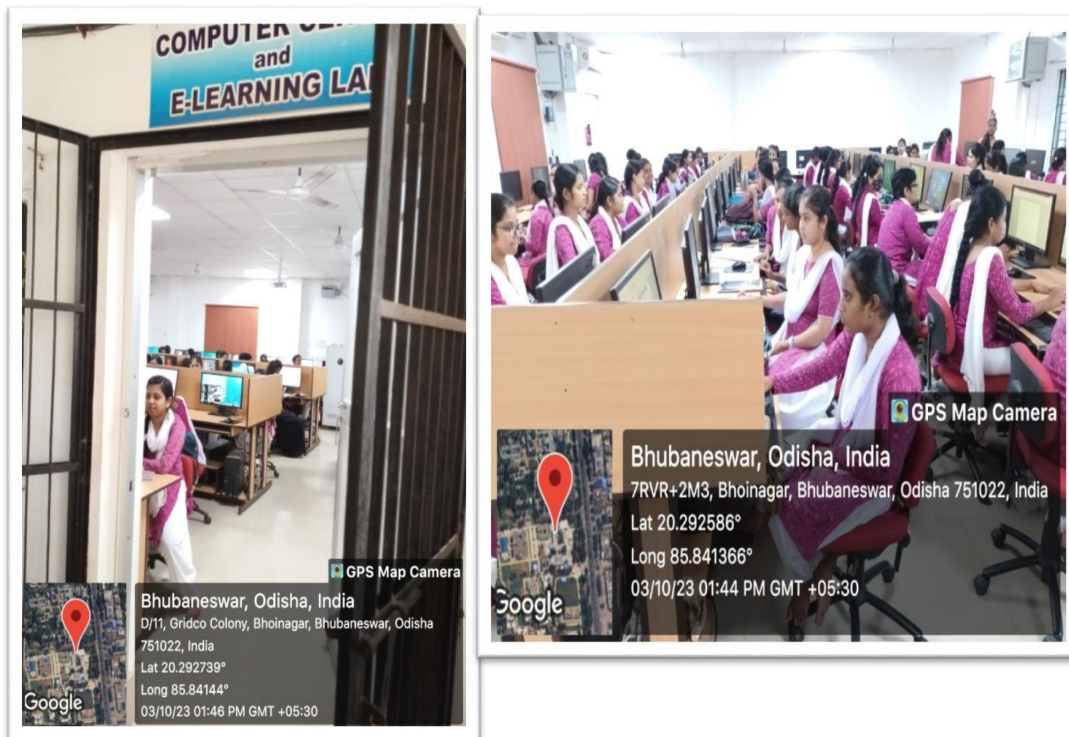 COMPUTER
and
E-LEARNING
GPS Map Camera
Bhubaneswar, Odisha, India
D/11, Gridco Colony, Bhoinagar, Bhubaneswar, Odisha
751022, India
Lat 20.292739°
Long 85.84144°
03/10/23 01:46 PM GMT +05:30
Google
GPS Map Camera
Bhubaneswar, Odisha, India
7RVR+2M3, Bhoinagar, Bhubaneswar, Odisha 751022, India
Lat 20.292586°
Long 85.841366°
03/10/23 01:44 PM GMT +05:30
Google